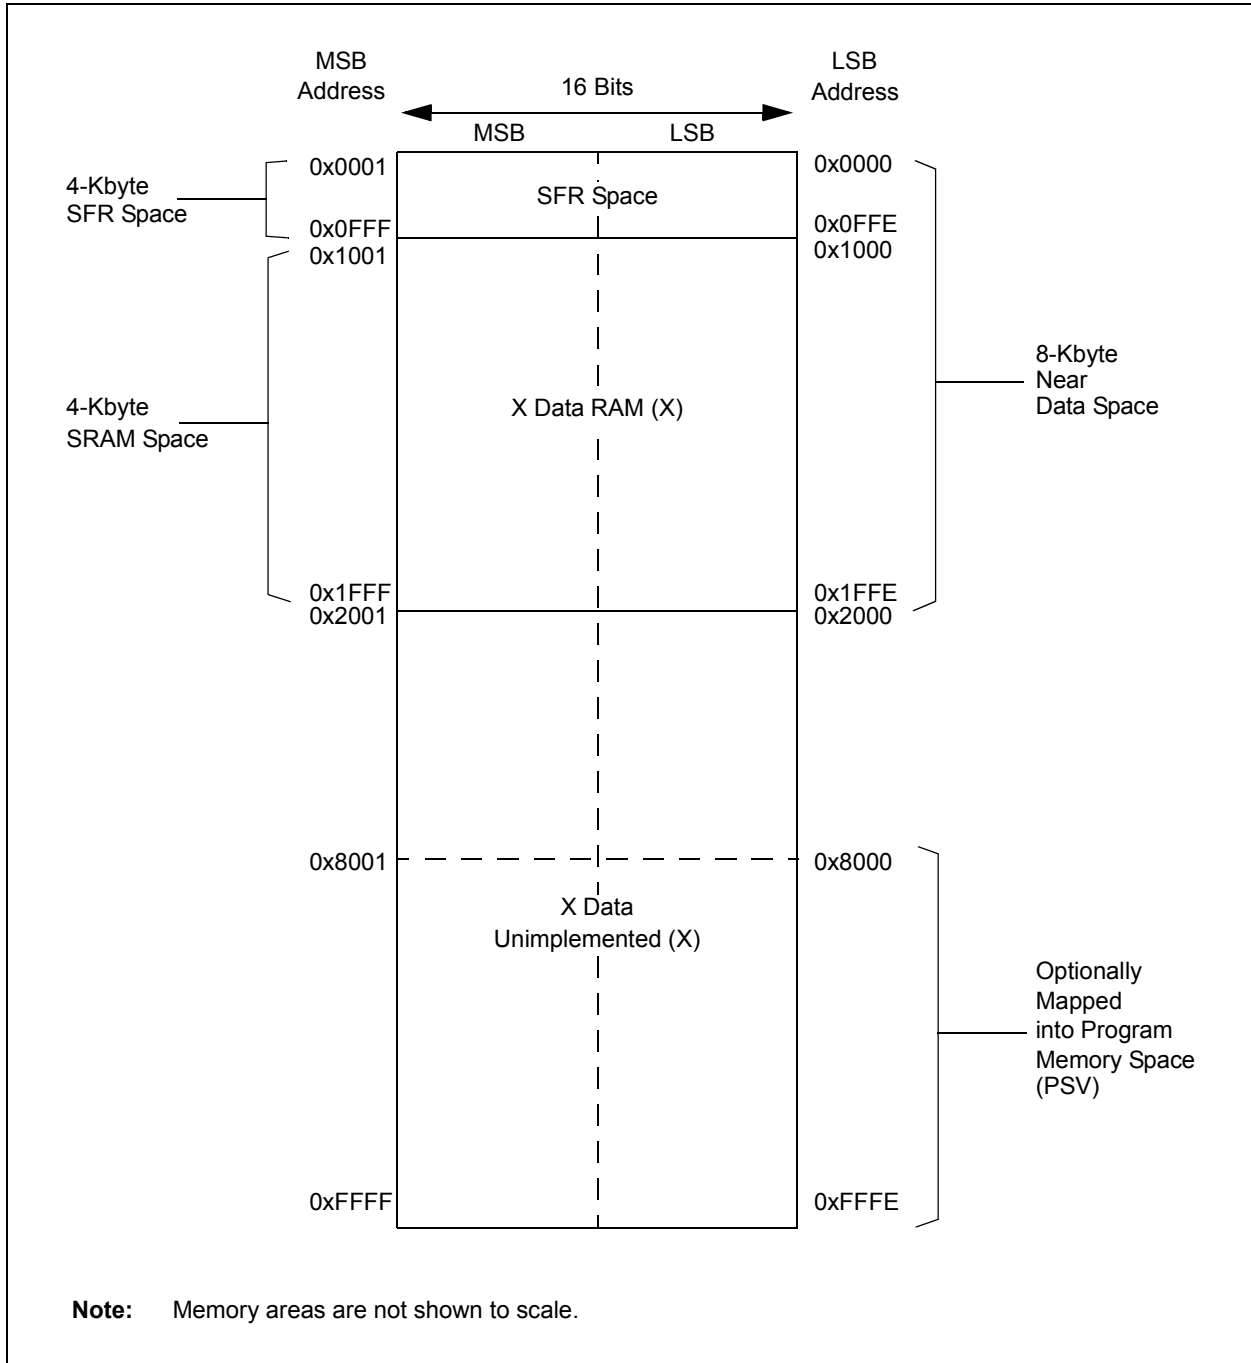 MSB
Address
LSB
Address
16 Bits
MSB
LSB
0x0001
0x0000
4-Kbyte
SFR Space
SFR Space
0x0FFF
0x0FFE
0x1001
0x1000
8-Kbyte
Near
Data Space
4-Kbyte
SRAM Space
X Data RAM (X)
0x1FFF
0x1FFE
0x2001
0x2000
0x8001
0x8000
X Data
Unimplemented (X)
Optionally
Mapped
into Program
Memory Space
(PSV)
0xFFFF
0xFFFE
Note: Memory areas are not shown to scale.